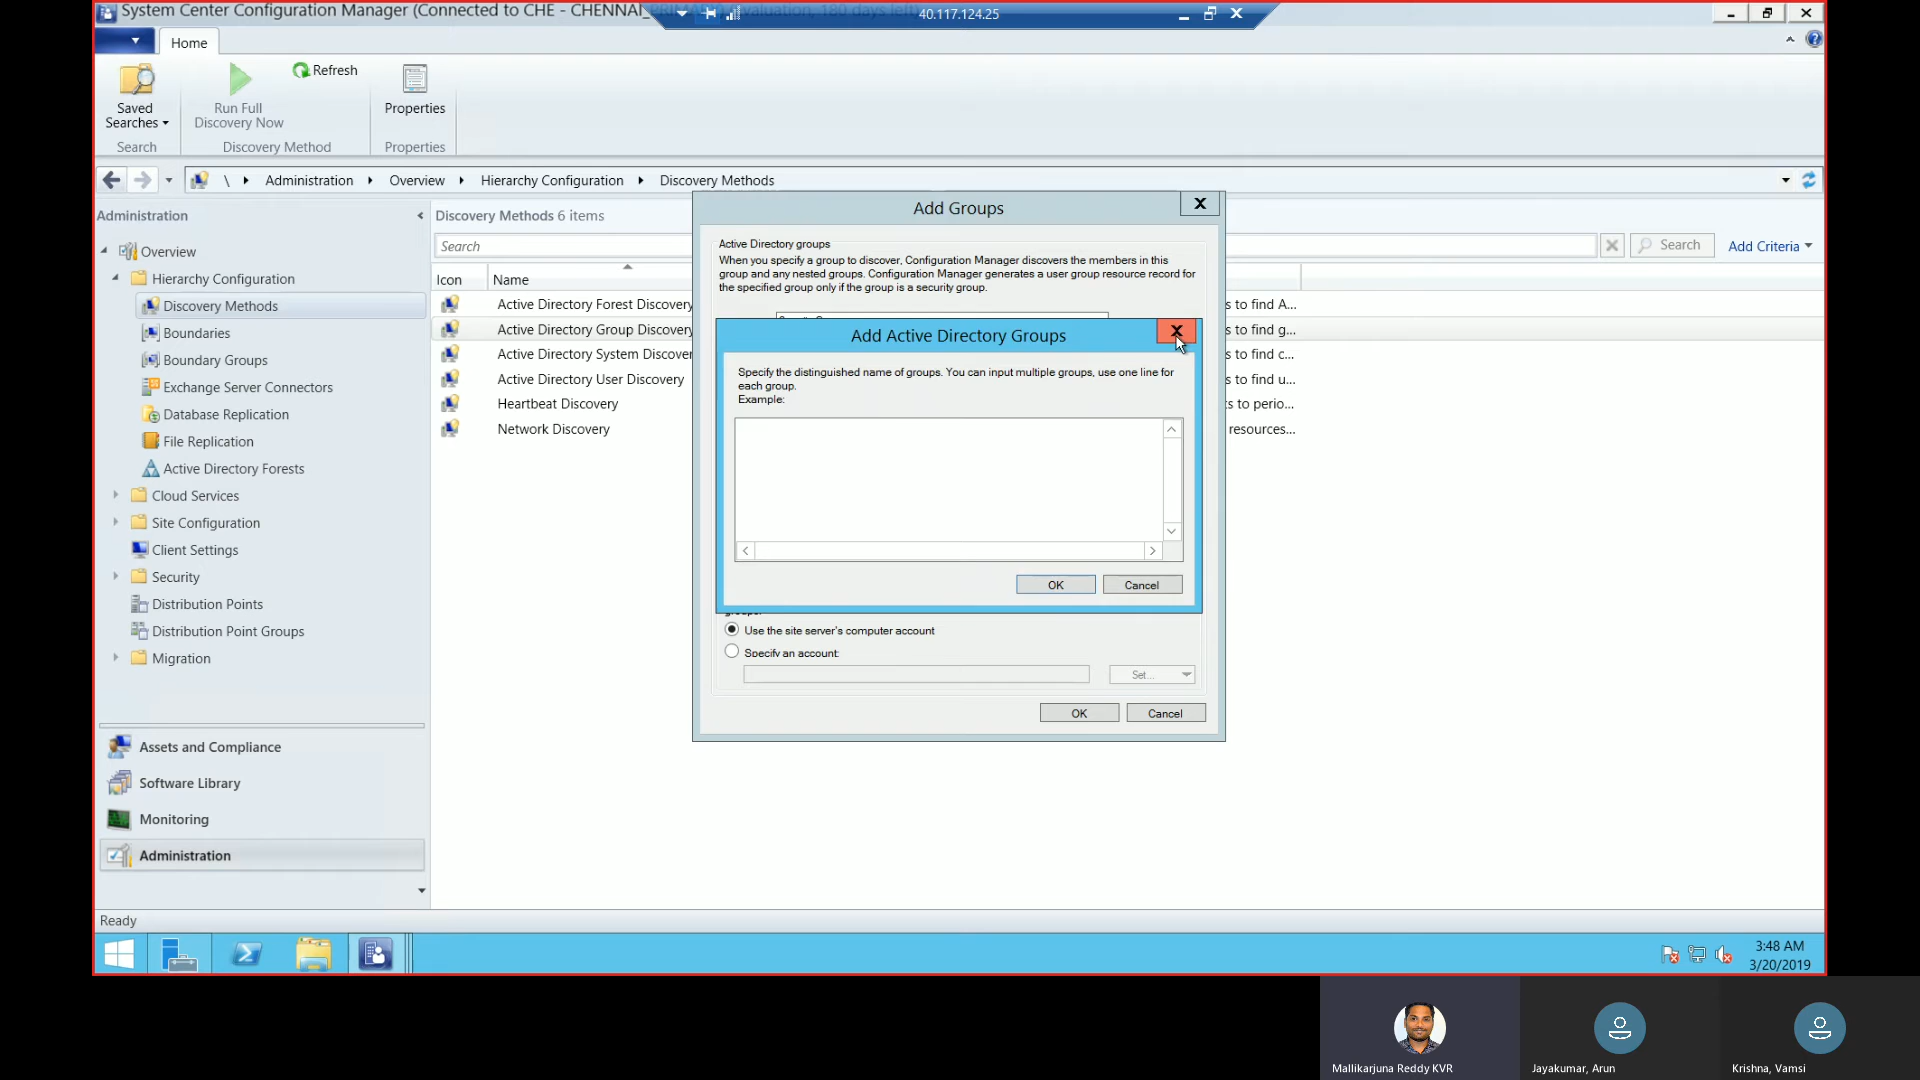 System Center Configuration Manager (Connected to CHE - CHENNAI_PRIMARY) Evaluation, 180 days left
40.117.124.25
Home
Refresh
Saved
Searches
Run Full
Discovery Now
Properties
Search
Discovery Method
Properties
\ Administration Overview Hierarchy Configuration Discovery Methods
Administration
Discovery Methods 6 items
Add Groups
X
Overview
Search
Search
Add Criteria
Hierarchy Configuration
Icon Name
Active Directory groups
When you specify a group to discover, Configuration Manager discovers the members in this
group and any nested groups. Configuration Manager generates a user group resource record for
the specified group only if the group is a security group.
Discovery Methods
Boundaries
Boundary Groups
Exchange Server Connectors
Database Replication
File Replication
Active Directory Forests
Cloud Services
Site Configuration
Client Settings
Security
Distribution Points
Distribution Point Groups
Migration
Active Directory Forest Discovery
s to find A...
Active Directory Group Discovery
s to find g...
Active Directory System Discover
s to find c...
Active Directory User Discovery
s to find u...
Heartbeat Discovery
ts to perio...
Network Discovery
resources...
Add Active Directory Groups
X
Specify the distinguished name of groups. You can input multiple groups, use one line for
each group.
Example:
OK
Cancel
groups:
Use the site server's computer account
Specify an account:
Set...
OK
Cancel
Assets and Compliance
Software Library
Monitoring
Administration
Ready
3:48 AM
3/20/2019
Mallikarjuna Reddy KVR
Jayakumar, Arun
Krishna, Vamsi